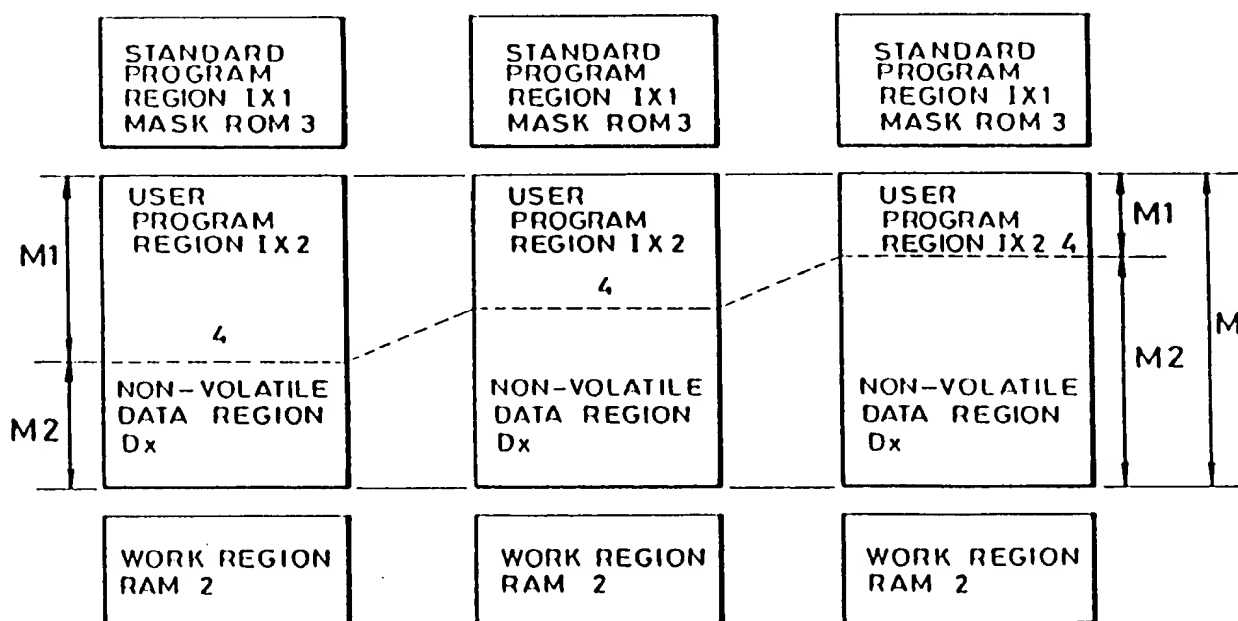 STANDARD
PROGRAM
REGION IX1
MASK ROM 3
STANDARD
PROGRAM
REGION IX1
MASK ROM 3
STANDARD
PROGRAM
REGION IX1
MASK ROM 3
M1
M2
USER
PROGRAM
REGION IX2
4
NON-VOLATILE
DATA REGION
Dx
USER
PROGRAM
REGION IX2
4
NON-VOLATILE
DATA REGION
Dx
USER
PROGRAM
REGION IX2 4
NON-VOLATILE
DATA REGION
Dx
M1
M2
M
WORK REGION
RAM 2
WORK REGION
RAM 2
WORK REGION
RAM 2